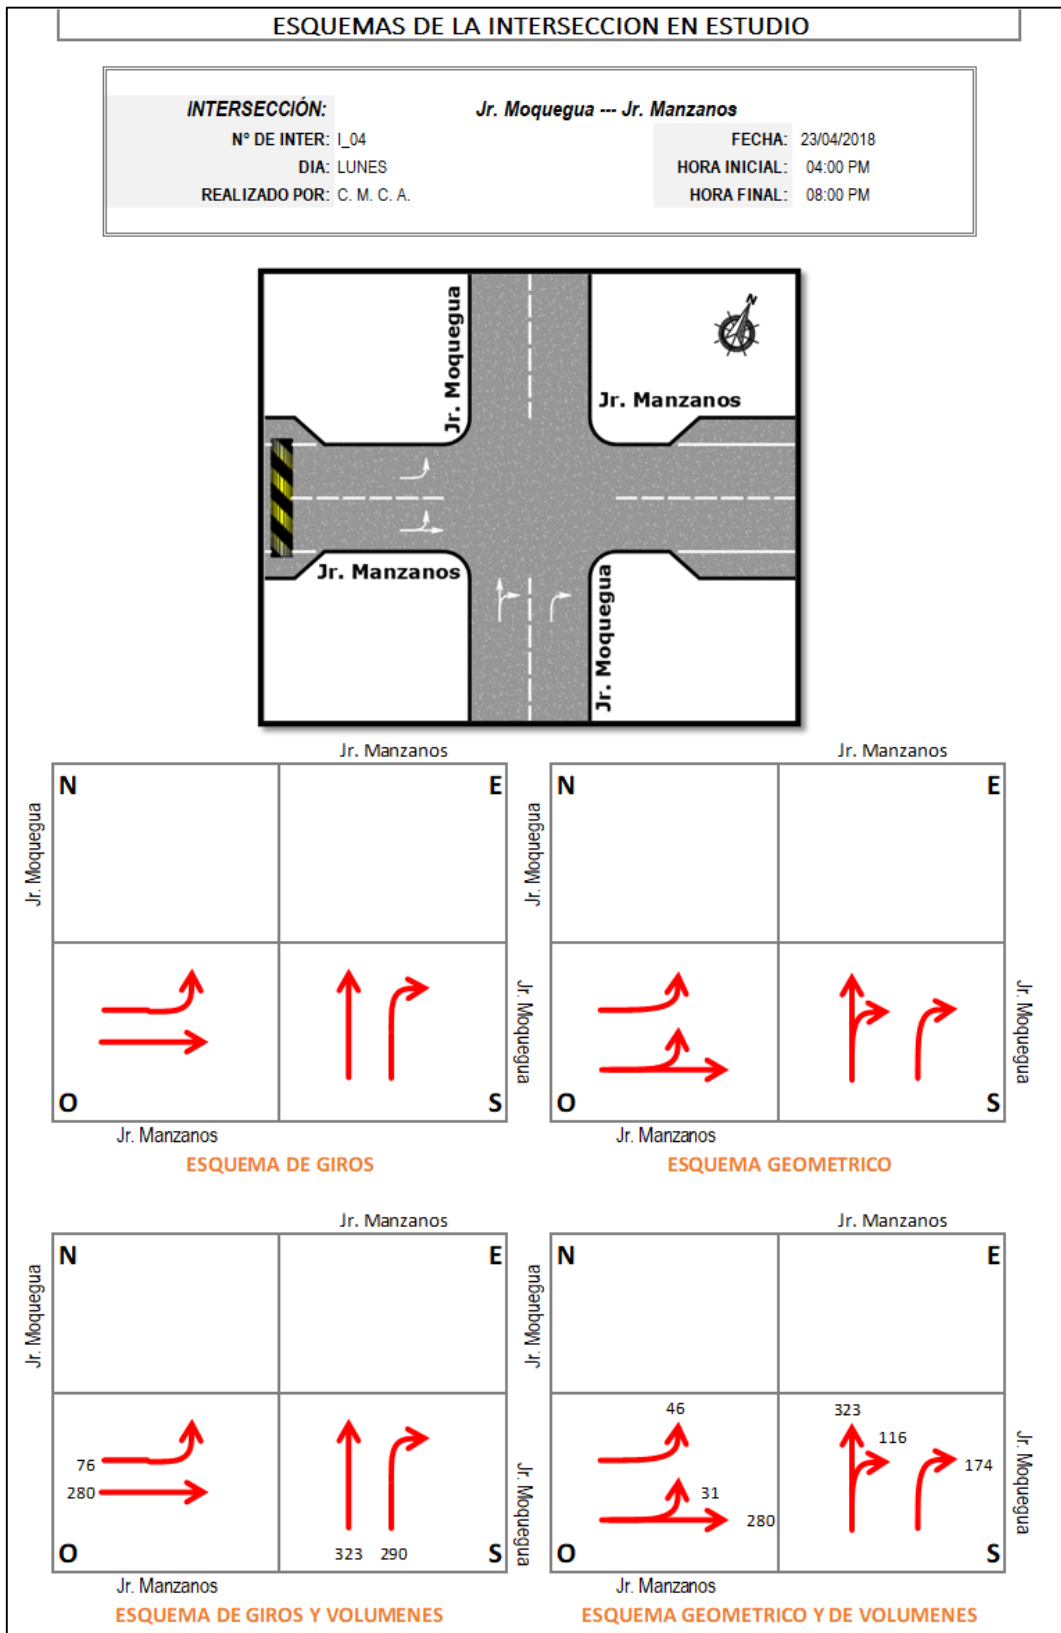 ESQUEMAS DE LA INTERSECCION EN ESTUDIO
INTERSECCIÓN: Jr. Moquegua --- Jr. Manzanos
N° DE INTER: I_04 FECHA: 23/04/2018
DIA: LUNES HORA INICIAL: 04:00 PM
REALIZADO POR: C. M. C. A. HORA FINAL: 08:00 PM
Jr. Moquegua
N
Jr. Manzanos
Jr. Manzanos
Jr. Moquegua
Jr. Manzanos
N E
Jr. Moquegua
Jr. Moquegua
O S
Jr. Manzanos
ESQUEMA DE GIROS
Jr. Manzanos
N E
Jr. Moquegua
Jr. Moquegua
O S
Jr. Manzanos
ESQUEMA GEOMETRICO
Jr. Manzanos
N E
Jr. Moquegua
76
280
Jr. Moquegua
323 290
O S
Jr. Manzanos
ESQUEMA DE GIROS Y VOLUMENES
Jr. Manzanos
N E
Jr. Moquegua
46 323
116
174
31
280
Jr. Moquegua
O S
Jr. Manzanos
ESQUEMA GEOMETRICO Y DE VOLUMENES